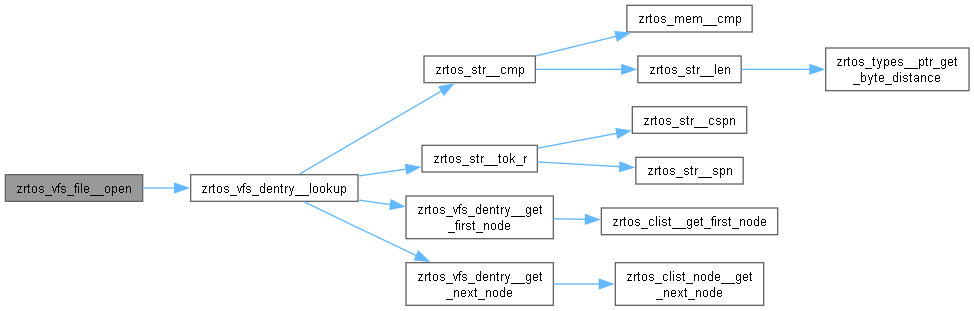 zrtos_vfs_file__open
zrtos_vfs_dentry__lookup
zrtos_str__cmp
zrtos_mem__cmp
zrtos_str__len
zrtos_types__ptr_get
_byte_distance
zrtos_str__tok_r
zrtos_str__cspn
zrtos_str__spn
zrtos_vfs_dentry__get
_first_node
zrtos_clist__get_first_node
zrtos_vfs_dentry__get
_next_node
zrtos_clist_node__get
_next_node